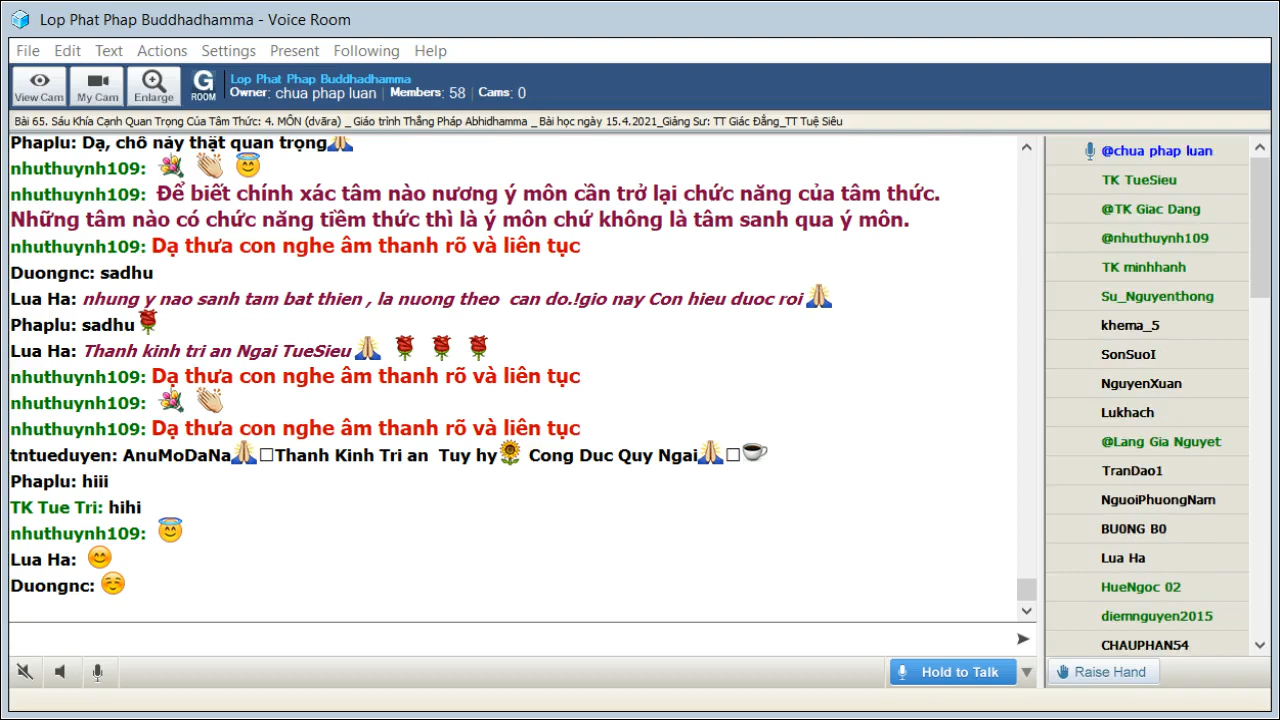 Lop Phat Phap Buddhadhamma - Voice Room
File Edit Text Actions Settings Present Following Help
View Cam My Cam Enlarge G ROOM Lop Phat Phap Buddhadhamma
Owner: chua phap luan | Members: 58 | Cams: 0
Bài 65. Sáu Khía Cạnh Quan Trọng Của Tâm Thức: 4. MÔN (dvāra) _ Giáo trình Thắng Pháp Abhidhamma _ Bài học ngày 15.4.2021_Giảng Sư: TT Giác Đẳng_TT Tuệ Siêu
Phaplu: Dạ, chỗ này thật quan trọng
nhuthuynh109:
nhuthuynh109: Để biết chính xác tâm nào nương ý môn cần trở lại chức năng của tâm thức.
Những tâm nào có chức năng tiềm thức thì là ý môn chứ không là tâm sanh qua ý môn.
nhuthuynh109: Dạ thưa con nghe âm thanh rõ và liên tục
Duongnc: sadhu
Lua Ha: nhung y nao sanh tam bat thien , la nuong theo can do.!gio nay Con hieu duoc roi
Phaplu: sadhu
Lua Ha: Thanh kinh tri an Ngai TueSieu
nhuthuynh109: Dạ thưa con nghe âm thanh rõ và liên tục
nhuthuynh109:
nhuthuynh109: Dạ thưa con nghe âm thanh rõ và liên tục
tntueduyen: AnuMoDaNa Thanh Kinh Tri an Tuy hy Cong Duc Quy Ngai
Phaplu: hiii
TK Tue Tri: hihi
nhuthuynh109:
Lua Ha:
Duongnc:
@chua phap luan
TK TueSieu
@TK Giac Dang
@nhuthuynh109
TK minhhanh
Su_Nguyenthong
khema_5
SonSuoI
NguyenXuan
Lukhach
@Lang Gia Nguyet
TranDao1
NguoiPhuongNam
BU0NG B0
Lua Ha
HueNgoc 02
diemnguyen2015
CHAUPHAN54
Hold to Talk
Raise Hand